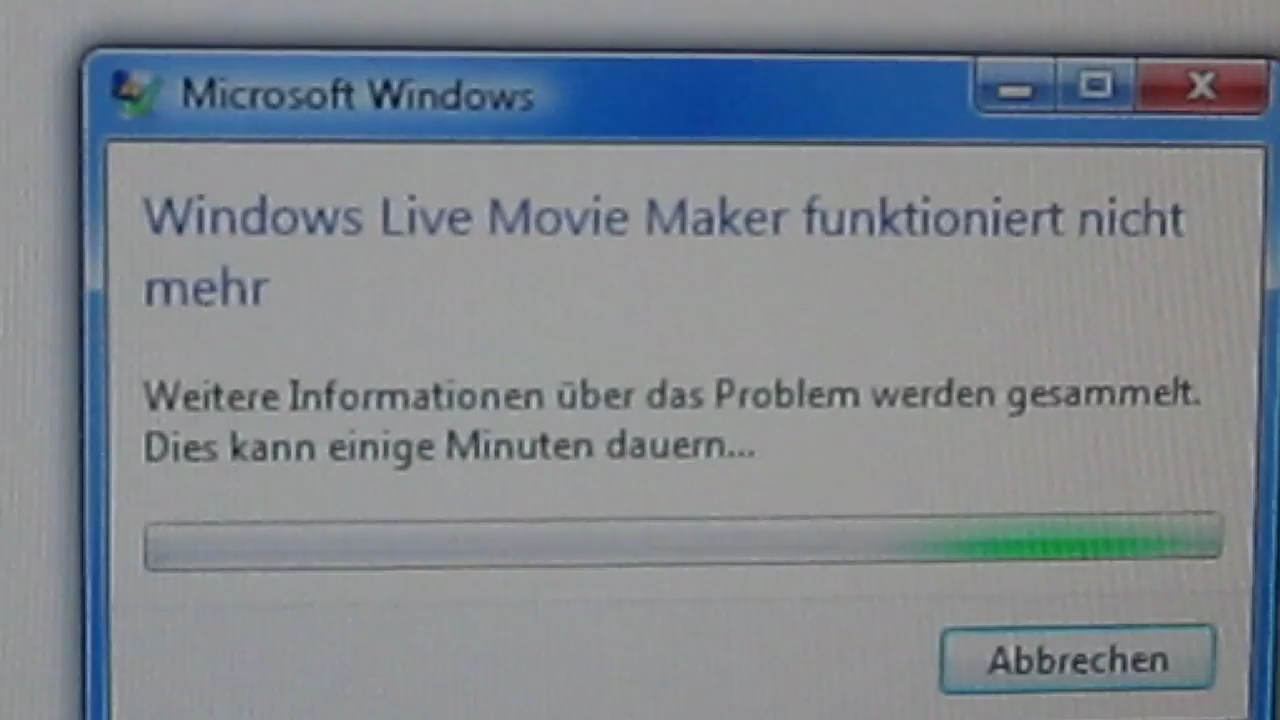 Microsoft Windows
Windows Live Movie Maker funktioniert nicht
mehr
Weitere Informationen über das Problem werden gesammelt.
Dies kann einige Minuten dauern...
Abbrechen